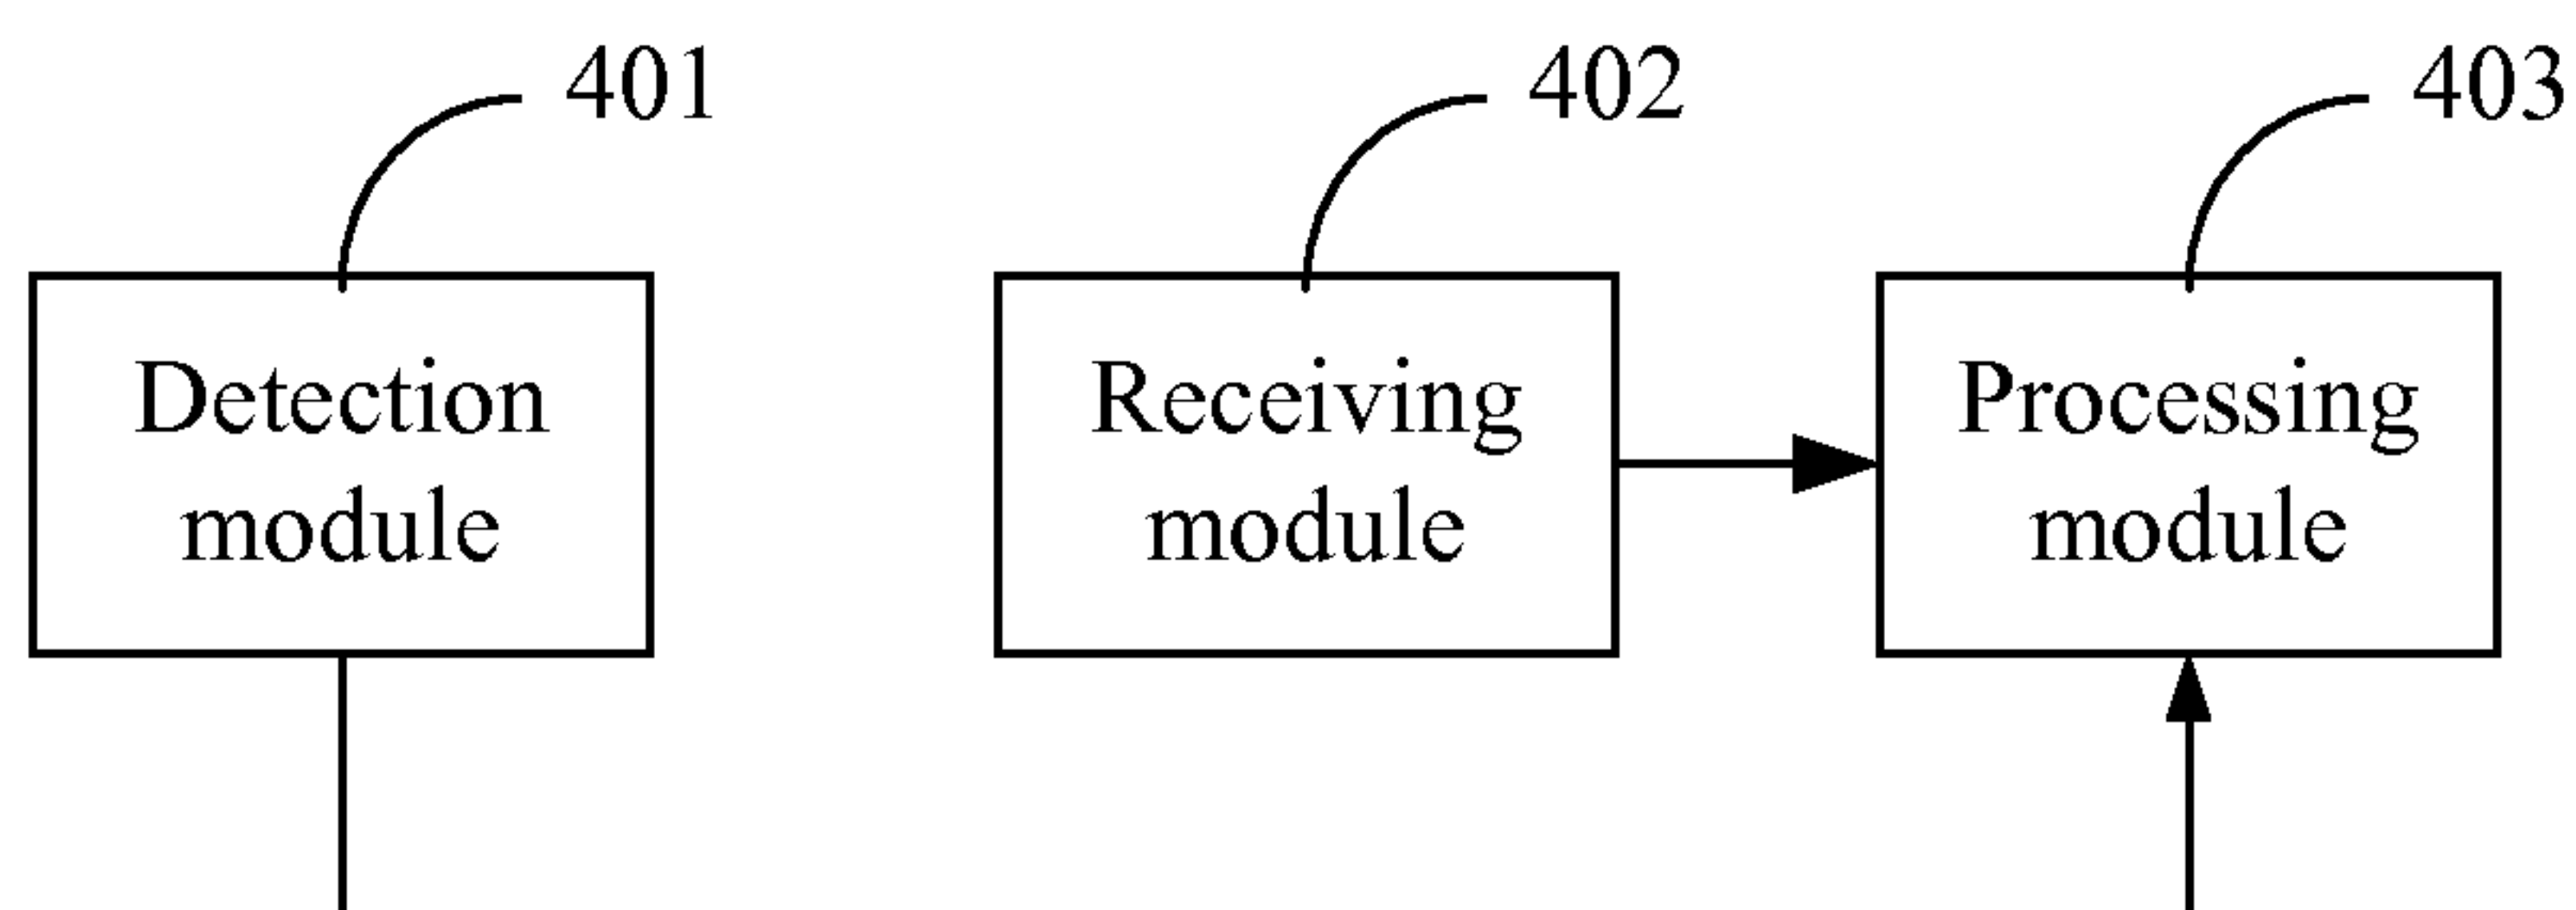 401
402
403
Detection
module
Receiving
module
Processing
module